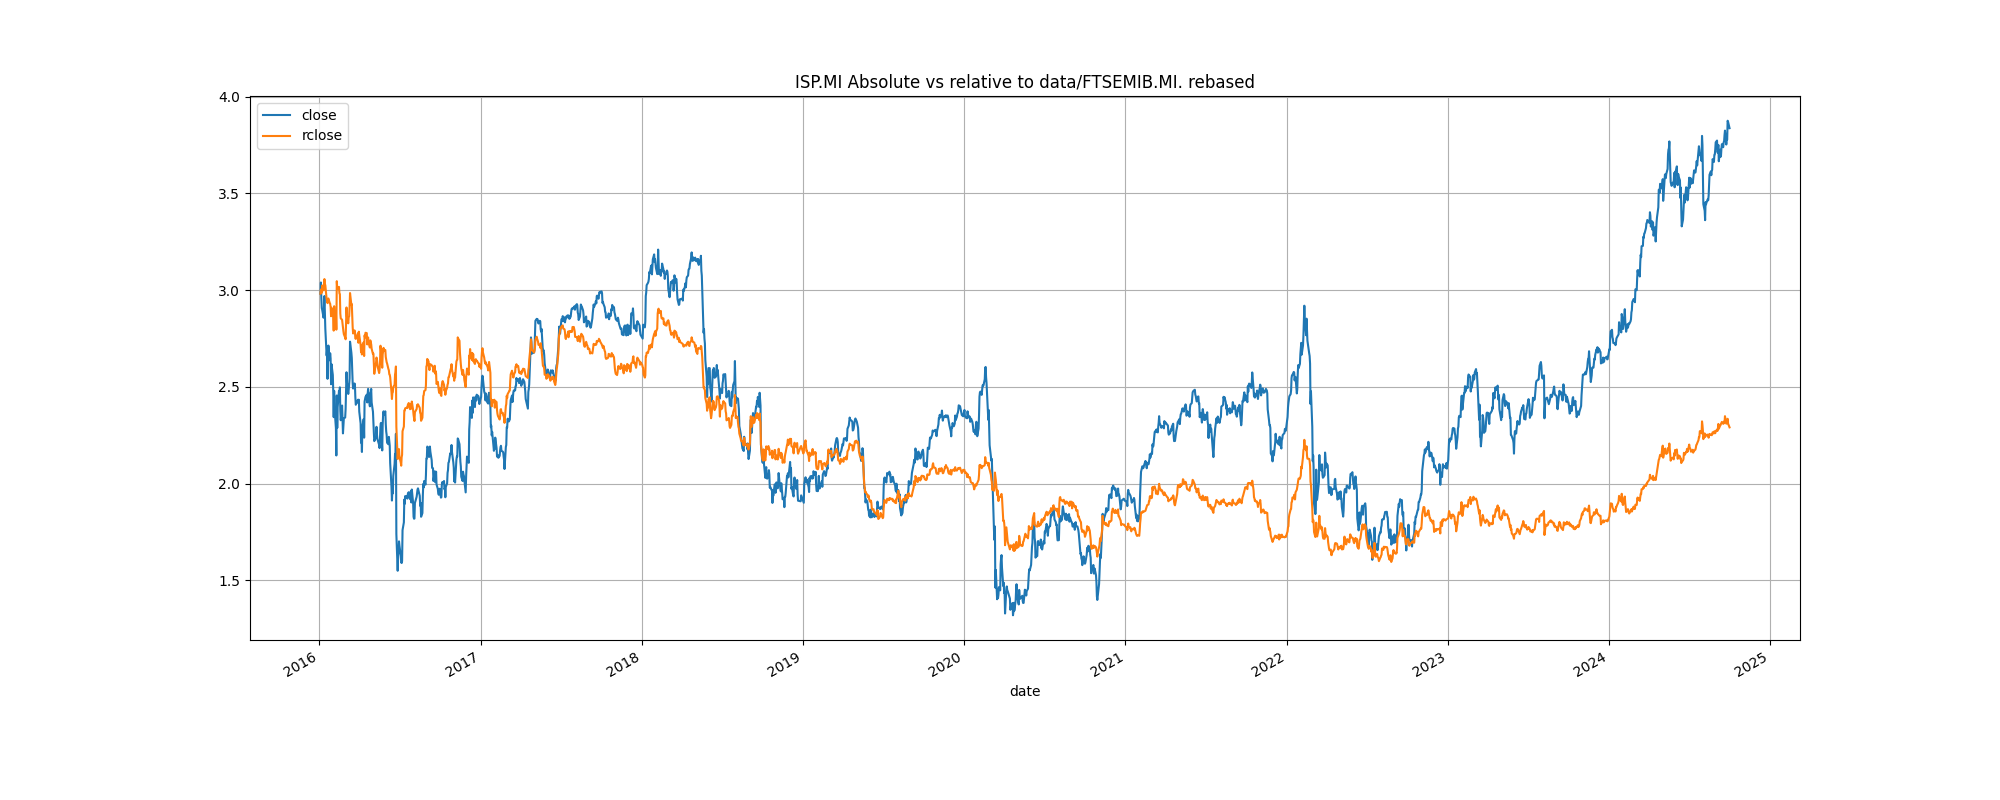 ISP.MI Absolute vs relative to data/FTSEMIB.MI. rebased
close
rclose
4.0
3.5
3.0
2.5
2.0
1.5
2016 2017 2018 2019 2020 2021 2022 2023 2024 2025
date